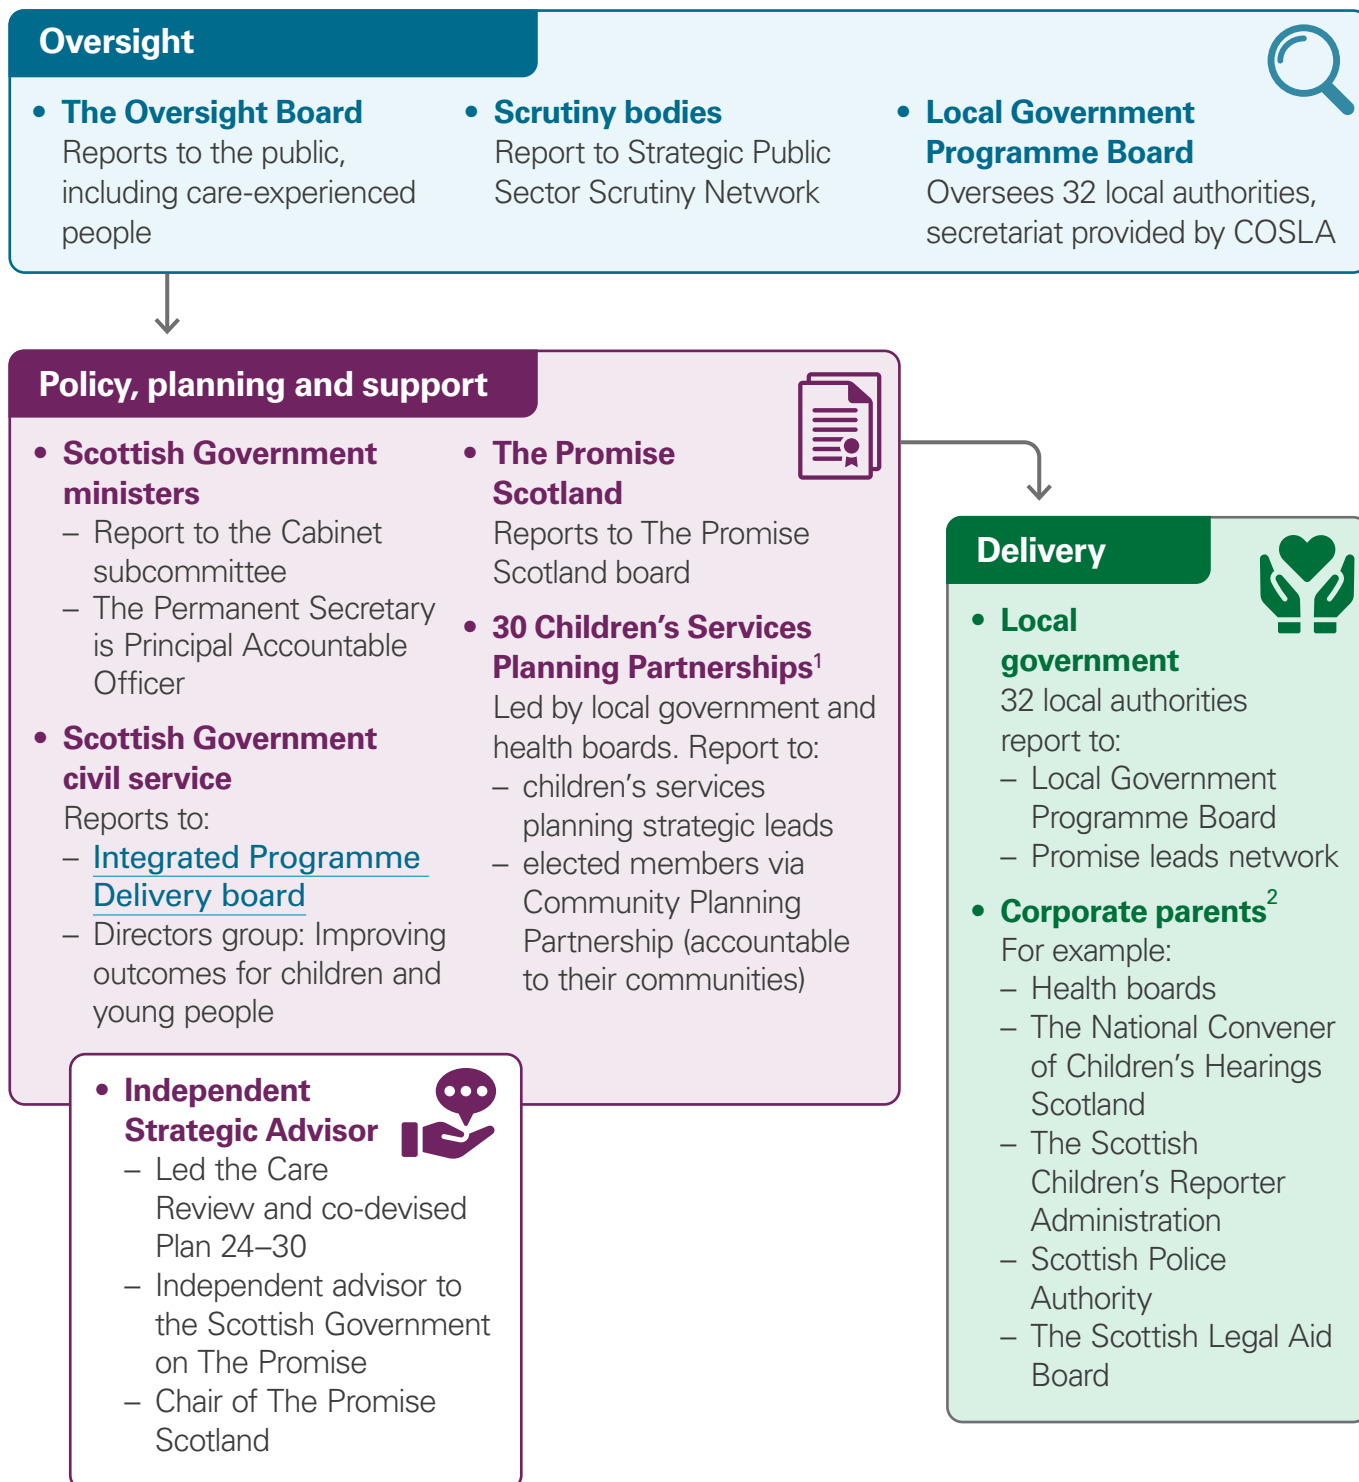 Oversight
• The Oversight Board
Reports to the public,
including care-experienced
people
• Scrutiny bodies
Report to Strategic Public
Sector Scrutiny Network
• Local Government
Programme Board
Oversees 32 local authorities,
secretariat provided by COSLA
Policy, planning and support
• Scottish Government
ministers
– Report to the Cabinet
subcommittee
– The Permanent Secretary
is Principal Accountable
Officer
• Scottish Government
civil service
Reports to:
– Integrated Programme
Delivery board
– Directors group: Improving
outcomes for children and
young people
• The Promise
Scotland
Reports to The Promise
Scotland board
• 30 Children’s Services
Planning Partnerships¹
Led by local government and
health boards. Report to:
– children’s services
planning strategic leads
– elected members via
Community Planning
Partnership (accountable
to their communities)
• Independent
Strategic Advisor
– Led the Care
Review and co-devised
Plan 24–30
– Independent advisor to
the Scottish Government
on The Promise
– Chair of The Promise
Scotland
Delivery
• Local
government
32 local authorities
report to:
– Local Government
Programme Board
– Promise leads network
• Corporate parents²
For example:
– Health boards
– The National Convener
of Children’s Hearings
Scotland
– The Scottish
Children’s Reporter
Administration
– Scottish Police
Authority
– The Scottish Legal Aid
Board